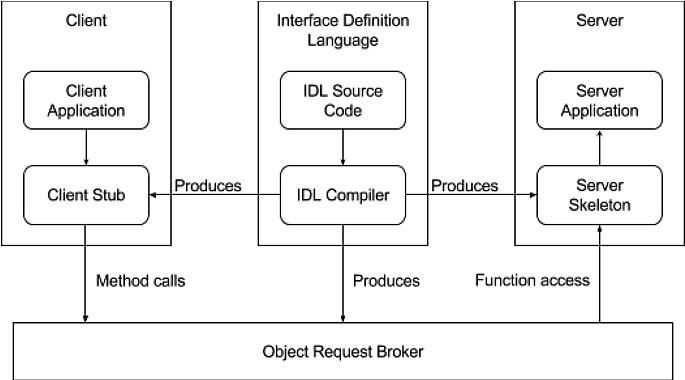 Client
Interface Definition
Language
Server
Client
Application
IDL Source
Code
Server
Application
Client Stub
Produces
IDL Compiler
Produces
Server
Skeleton
Method calls
Produces
Function access
Object Request Broker